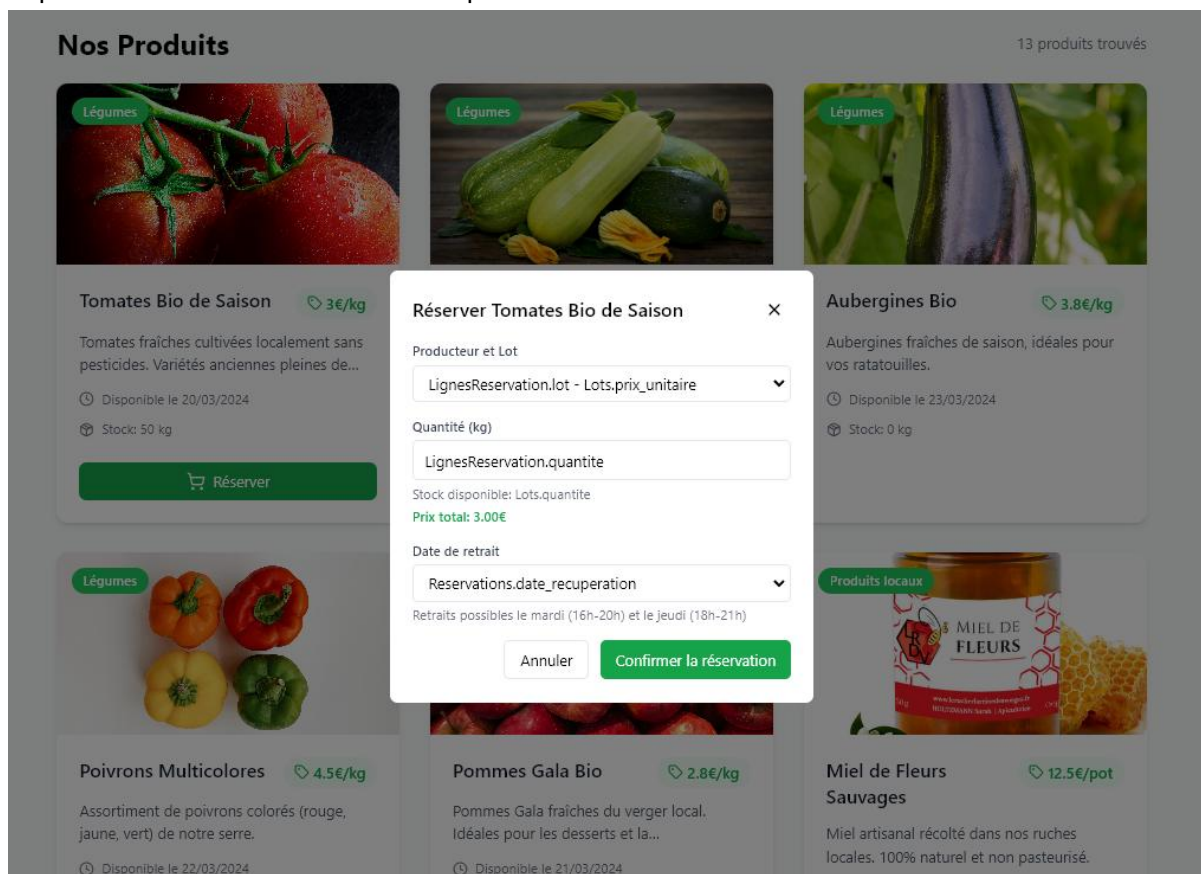 Nos Produits
13 produits trouvés
Légumes
Légumes
Légumes
Tomates Bio de Saison
3€/kg
Tomates fraîches cultivées localement sans
pesticides. Variétés anciennes pleines de...
Disponible le 20/03/2024
Stock: 50 kg
Réserver
Réserver Tomates Bio de Saison
Producteur et Lot
LignesReservation.lot - Lots.prix_unitaire
Quantité (kg)
LignesReservation.quantite
Stock disponible: Lots.quantite
Prix total: 3.00€
Date de retrait
Reservations.date_recuperation
Retraits possibles le mardi (16h-20h) et le jeudi (18h-21h)
Annuler
Confirmer la réservation
Aubergines Bio
3.8€/kg
Aubergines fraîches de saison, idéales pour
vos ratatouilles.
Disponible le 23/03/2024
Stock: 0 kg
Légumes
Produits locaux
MIEL DE
FLEURS
Poivrons Multicolores
4.5€/kg
Assortiment de poivrons colorés (rouge,
jaune, vert) de notre serre.
Disponible le 22/03/2024
Pommes Gala Bio
2.8€/kg
Pommes Gala fraîches du verger local.
Idéales pour les desserts et la...
Disponible le 21/03/2024
Miel de Fleurs
Sauvages
12.5€/pot
Miel artisanal récolté dans nos ruches
locales. 100% naturel et non pasteurisé.